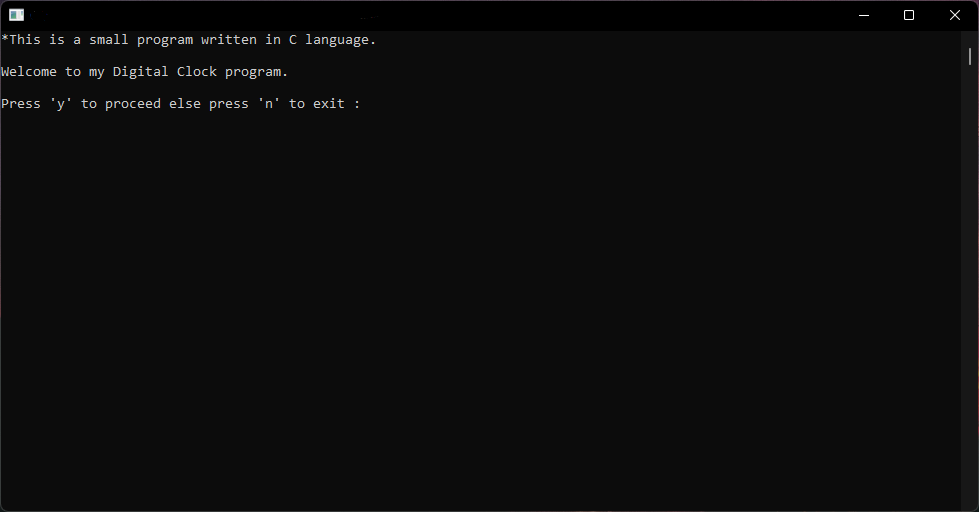 *This is a small program written in C language.
Welcome to my Digital Clock program.
Press 'y' to proceed else press 'n' to exit :